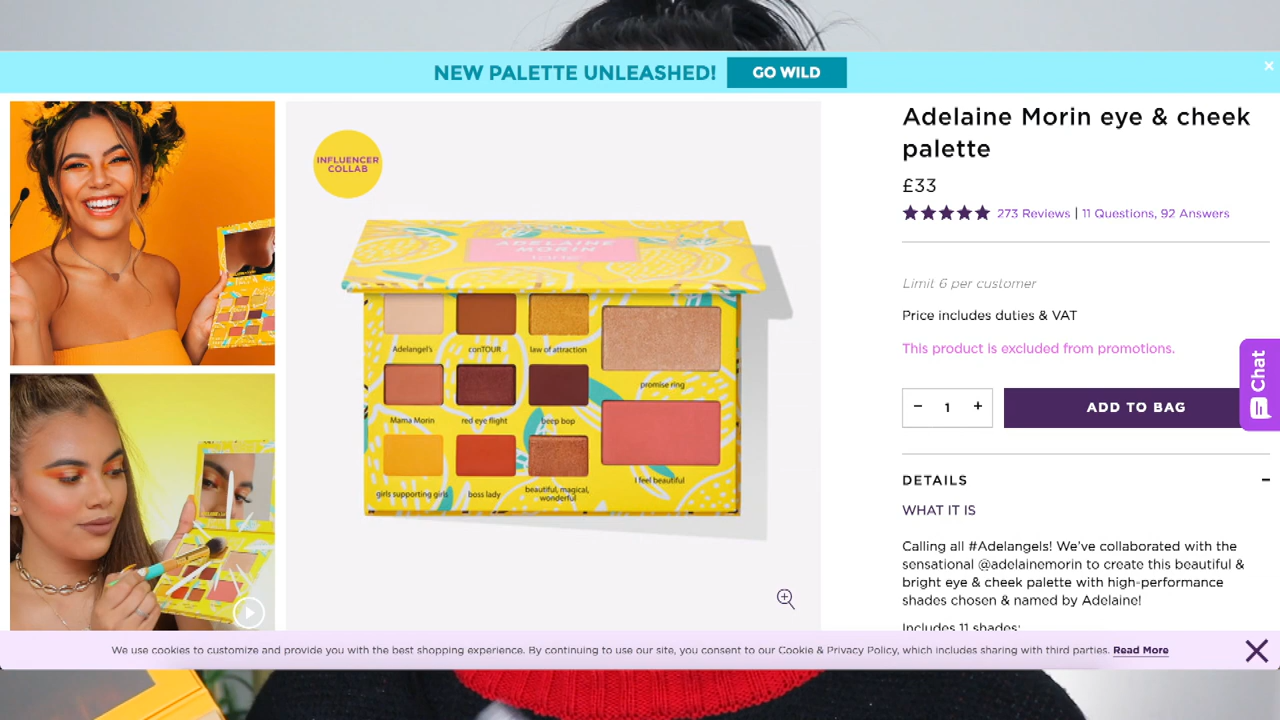 NEW PALETTE UNLEASHED!
GO WILD
INFLUENCER
COLLAB
ADELAINE
MORIN
tarte
Adelangel's
conTOUR
law of attraction
promise ring
Mama Morin
red eye flight
beep bop
girls supporting girls
boss lady
beautiful, magical,
wonderful
I feel beautiful
Adelaine Morin eye & cheek
palette
£33
273 Reviews | 11 Questions, 92 Answers
Limit 6 per customer
Price includes duties & VAT
This product is excluded from promotions.
Chat
− 1 +
ADD TO BAG
DETAILS
WHAT IT IS
Calling all #Adelangels! We've collaborated with the
sensational @adelainemorin to create this beautiful &
bright eye & cheek palette with high-performance
shades chosen & named by Adelaine!
Includes 11 shades:
We use cookies to customize and provide you with the best shopping experience. By continuing to use our site, you consent to our Cookie & Privacy Policy, which includes sharing with third parties. Read More